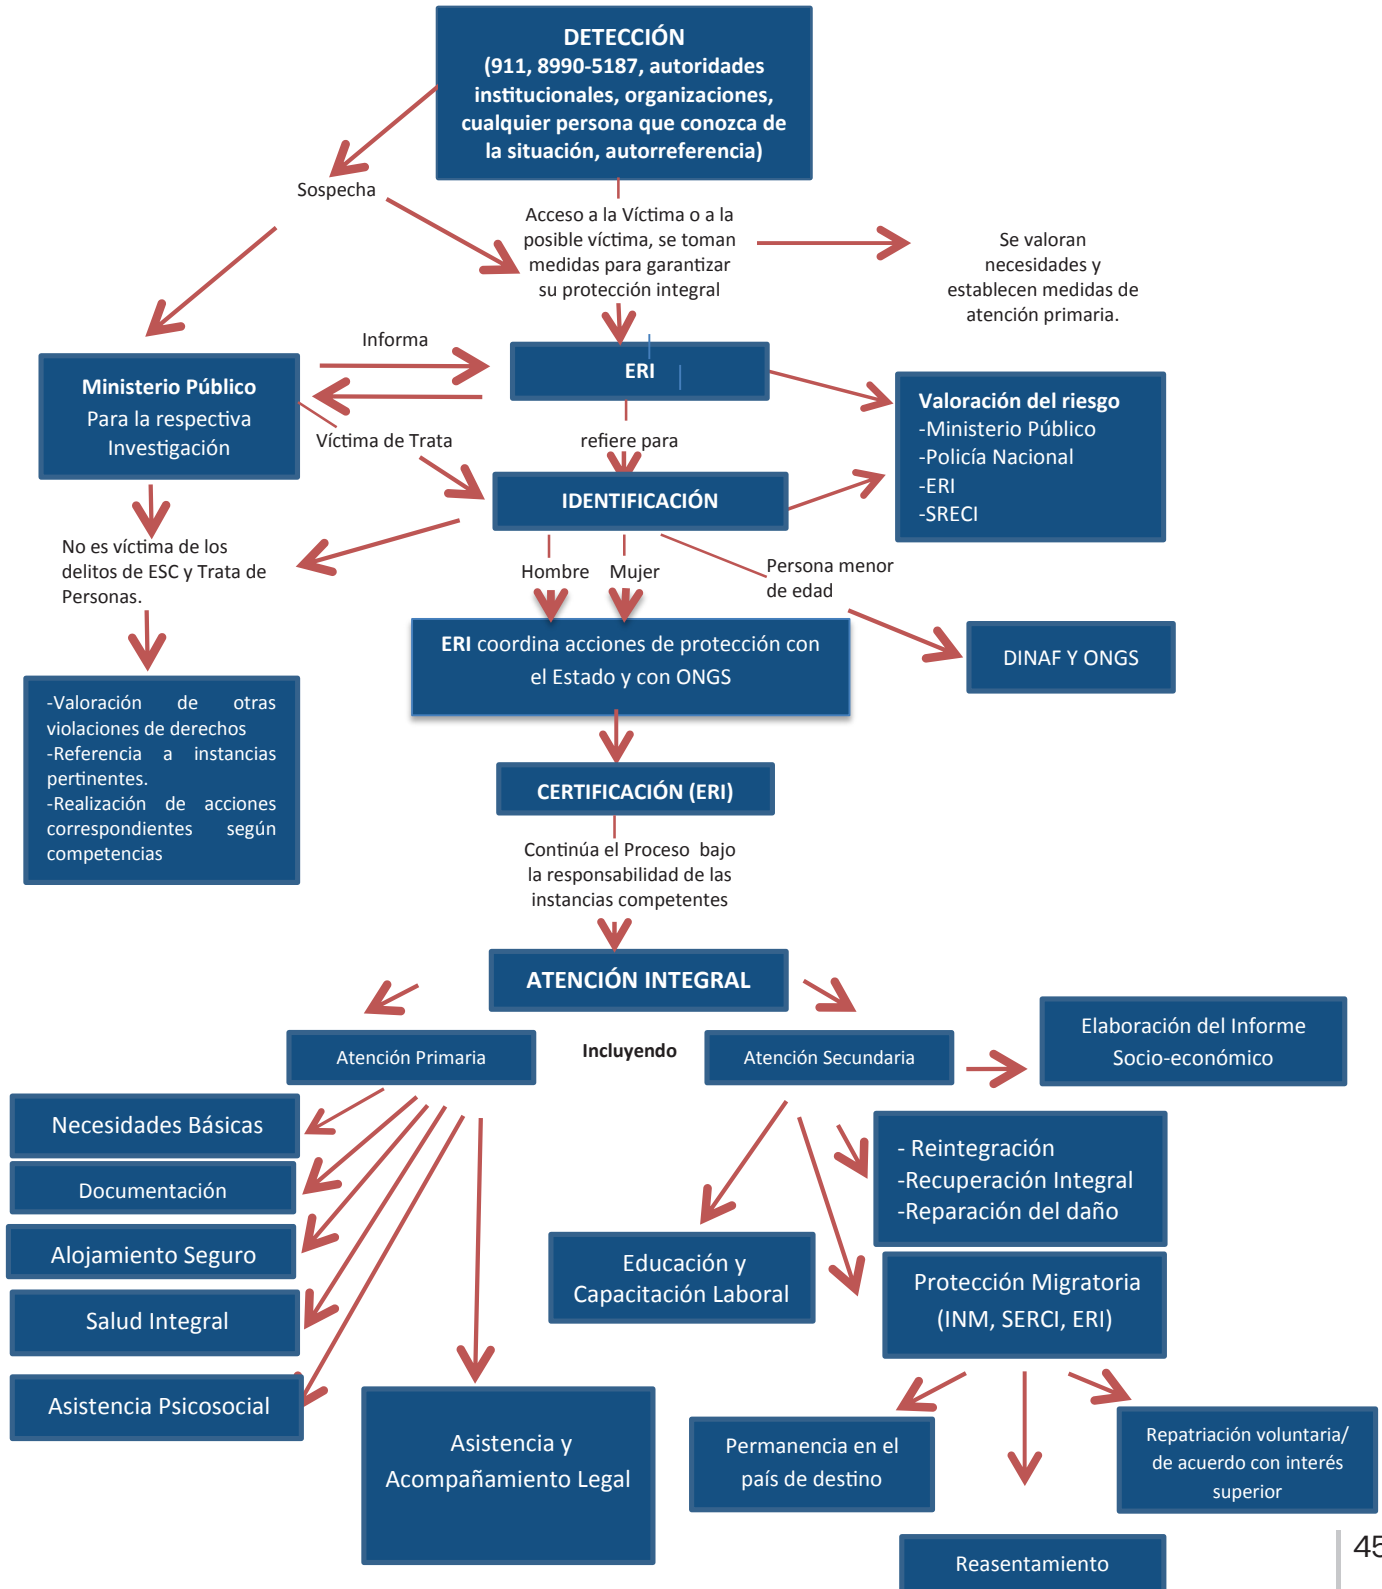 DETECCIÓN
(911, 8990-5187, autoridades
institucionales, organizaciones,
cualquier persona que conozca de
la situación, autorreferencia)
Sospecha
Acceso a la Víctima o a la
posible víctima, se toman
medidas para garantizar
su protección integral
Se valoran
necesidades y
establecen medidas de
atención primaria.
Informa
Ministerio Público
Para la respectiva
Investigación
ERI
Valoración del riesgo
-Ministerio Público
-Policía Nacional
-ERI
-SRECI
Víctima de Trata
refiere para
IDENTIFICACIÓN
No es víctima de los
delitos de ESC y Trata de
Personas.
Hombre
Mujer
Persona menor
de edad
ERI coordina acciones de protección con
el Estado y con ONGS
DINAF Y ONGS
-Valoración de otras
violaciones de derechos
-Referencia a instancias
pertinentes.
-Realización de acciones
correspondientes según
competencias
CERTIFICACIÓN (ERI)
Continúa el Proceso bajo
la responsabilidad de las
instancias competentes
ATENCIÓN INTEGRAL
Atención Primaria
Incluyendo
Atención Secundaria
Elaboración del Informe
Socio-económico
Necesidades Básicas
Documentación
Alojamiento Seguro
Salud Integral
Asistencia Psicosocial
Asistencia y
Acompañamiento Legal
- Reintegración
-Recuperación Integral
-Reparación del daño
Educación y
Capacitación Laboral
Protección Migratoria
(INM, SERCI, ERI)
Permanencia en el
país de destino
Repatriación voluntaria/
de acuerdo con interés
superior
Reasentamiento
45